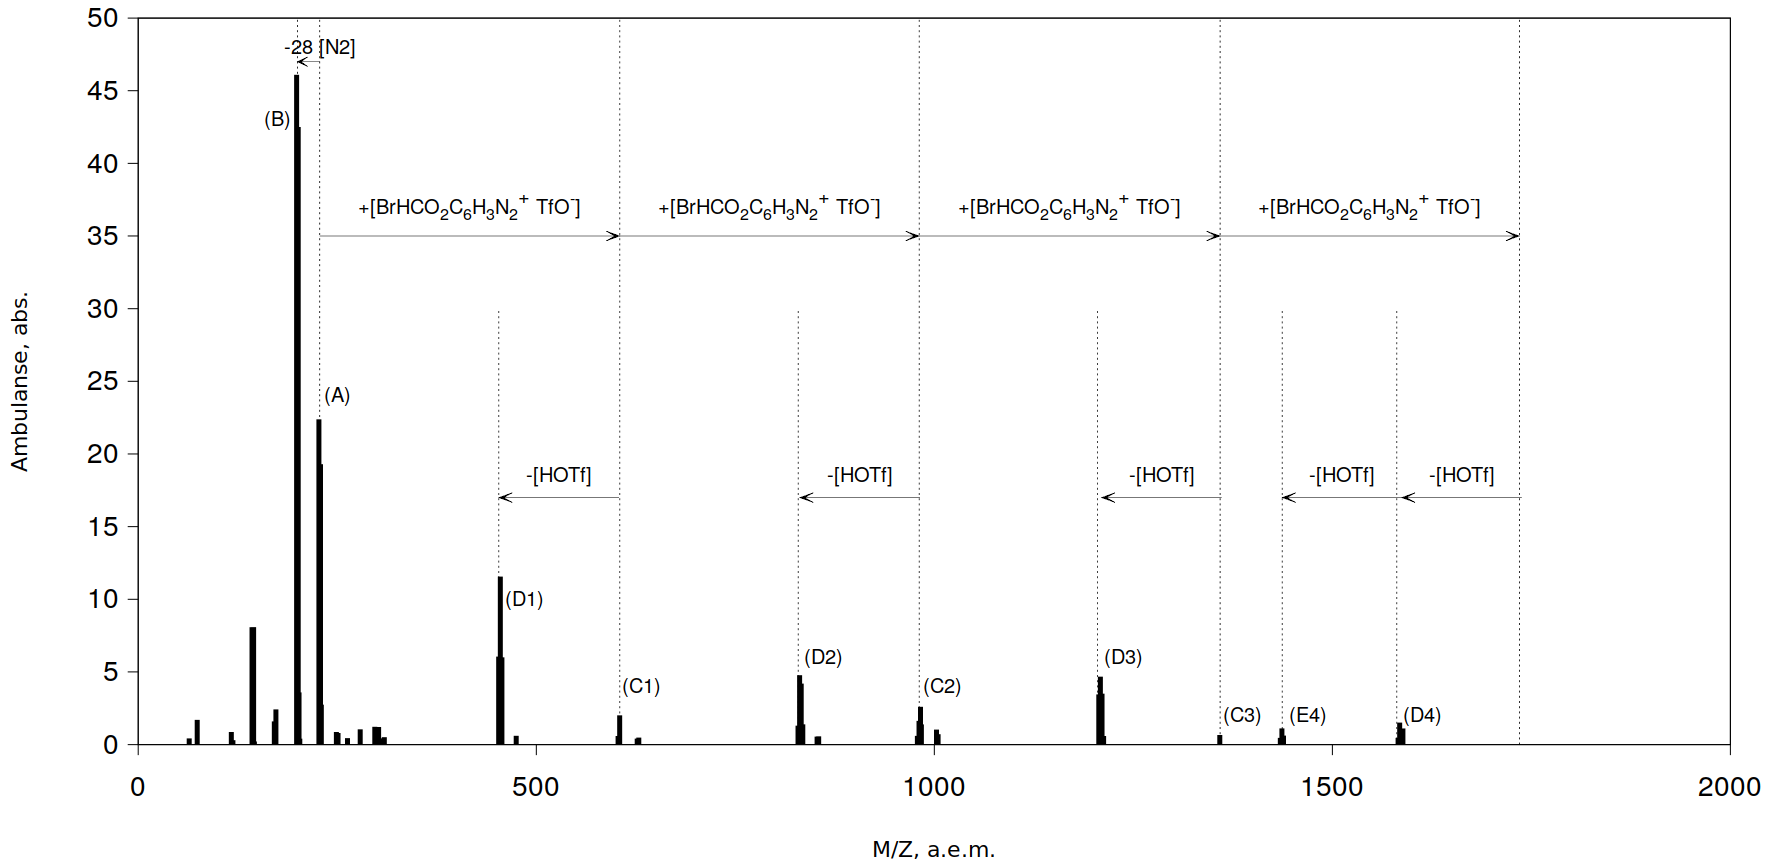 50
-28 [N2]
45
(B)
40
+[BrHCO₂C₆H₃N₂⁺ TfO⁻] +[BrHCO₂C₆H₃N₂⁺ TfO⁻] +[BrHCO₂C₆H₃N₂⁺ TfO⁻] +[BrHCO₂C₆H₃N₂⁺ TfO⁻]
35
30
25
(A)
20
-[HOTf] -[HOTf] -[HOTf] -[HOTf] -[HOTf]
15
10
(D1)
5
(D2) (D3)
(C1) (C2)
(C3) (E4) (D4)
0
0 500 1000 1500 2000
Ambulanse, abs.
M/Z, a.e.m.